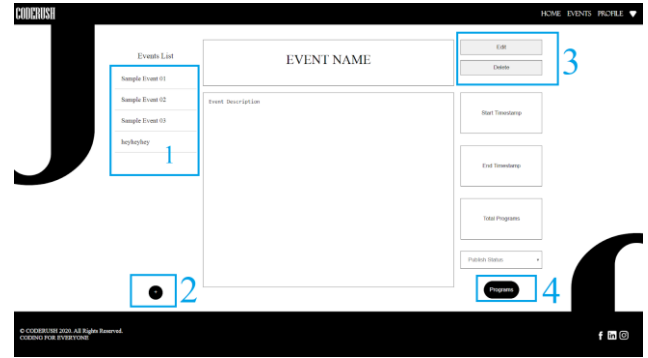 CODERUSH
HOME EVENTS PROFILE
Events List
Sample Event 01
Sample Event 02
Sample Event 03
heyheyhey
1
2
EVENT NAME
Event Description
Edit
Delete
3
Start Timestamp
End Timestamp
Total Programs
Publish Status
Programs
4
© CODERUSH 2020. All Rights Reserved.
CODING FOR EVERYONE